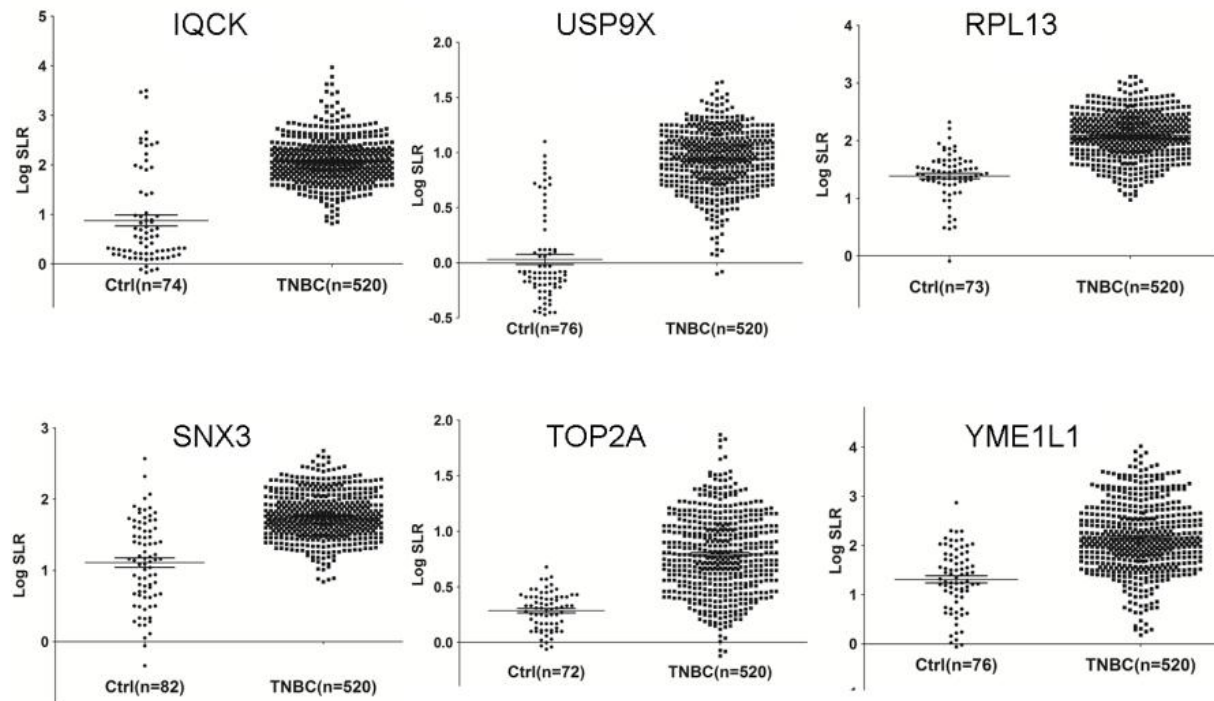 IQCK
5
4
3
2
1
0
Log SLR
Ctrl(n=74) TNBC(n=520)
USP9X
2.0
1.5
1.0
0.5
0.0
-0.5
Log SLR
Ctrl(n=76) TNBC(n=520)
RPL13
4
3
2
1
0
Log SLR
Ctrl(n=73) TNBC(n=520)
SNX3
3
2
1
0
Log SLR
Ctrl(n=82) TNBC(n=520)
TOP2A
2.0
1.5
1.0
0.5
0.0
Log SLR
Ctrl(n=72) TNBC(n=520)
YME1L1
4
3
2
1
0
Log SLR
Ctrl(n=76) TNBC(n=520)